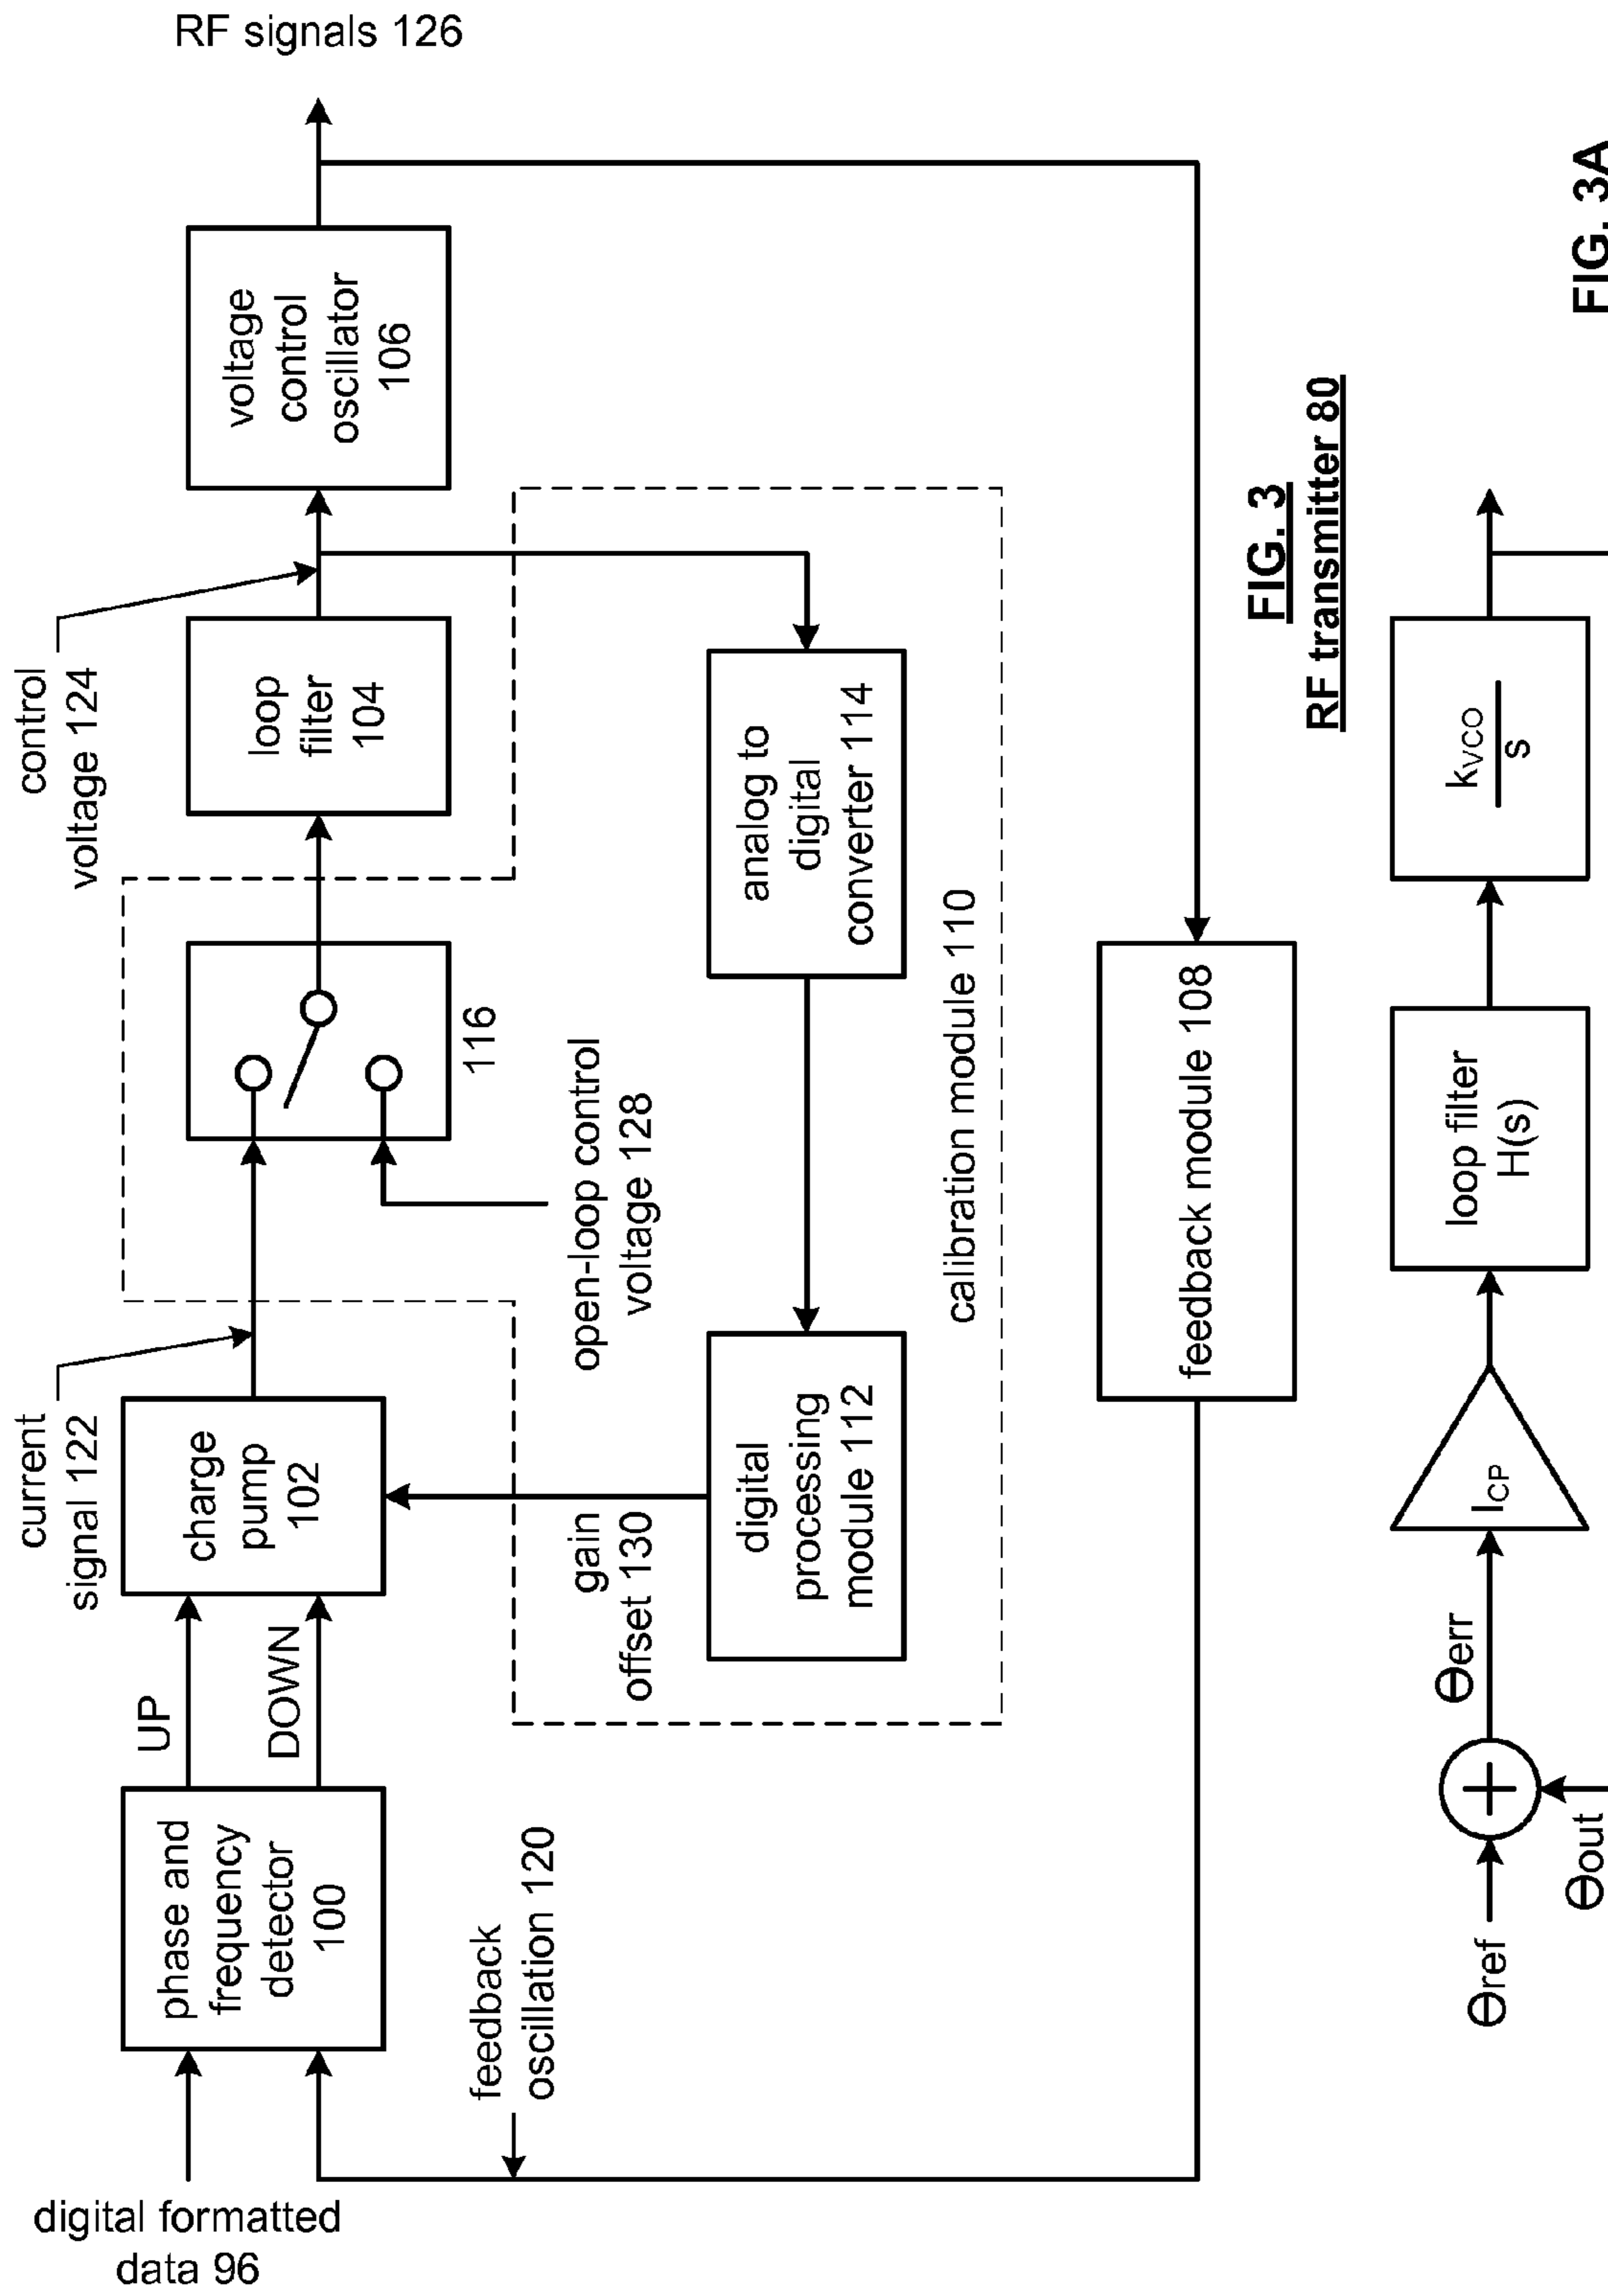 RF signals 126
control
voltage 124
current
signal 122
voltage
control
oscillator
106
loop
filter
104
116
charge
pump
102
UP
DOWN
phase and
frequency
detector
100
digital formatted
data 96
feedback
oscillation 120
open-loop control
voltage 128
gain
offset 130
analog to
digital
converter 114
digital
processing
module 112
calibration module 110
feedback module 108
FIG. 3
RF transmitter 80
Θref
Θerr
Θout
ICP
loop filter
H(s)
kVCO
s
FIG. 3A